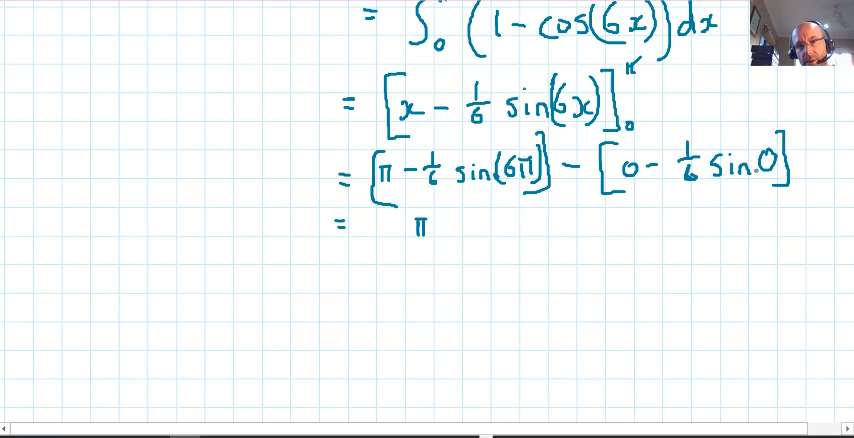 = ∫₀ (1 - cos(6x)) dx
= [x - 1/6 sin(6x)]₀^π
= [π - 1/6 sin(6π)] - [0 - 1/6 sin 0]
= π